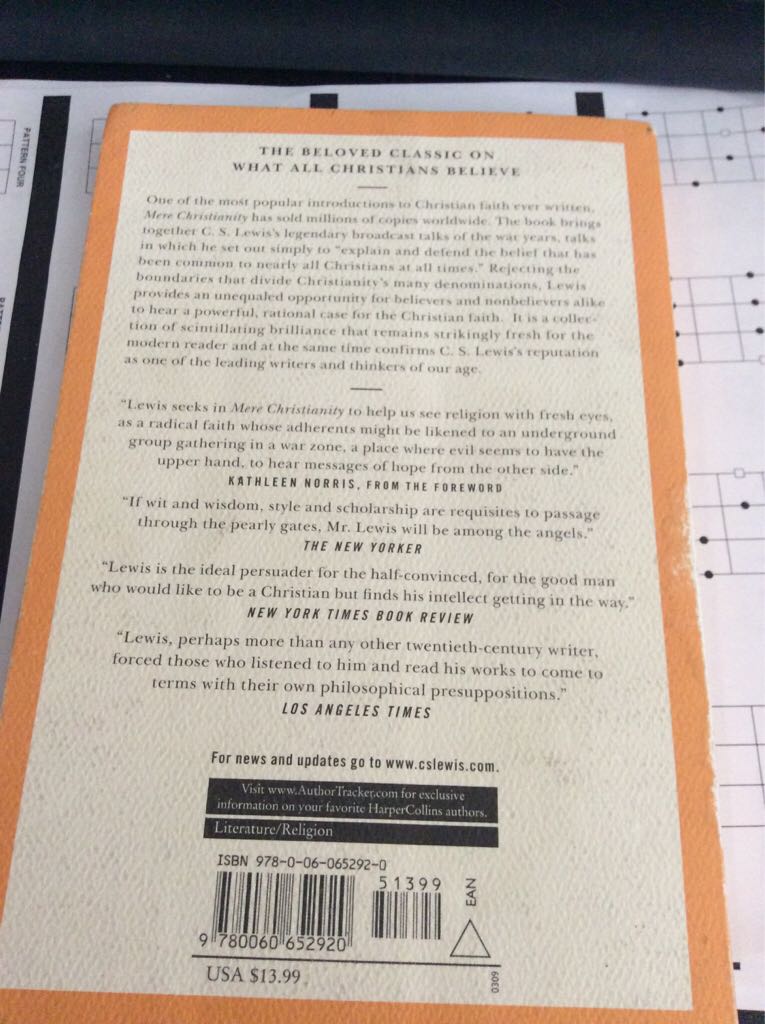 THE BELOVED CLASSIC ON
WHAT ALL CHRISTIANS BELIEVE
One of the most popular introductions to Christian faith ever written,
Mere Christianity has sold millions of copies worldwide. The book brings
together C. S. Lewis's legendary broadcast talks of the war years, talks
in which he set out simply to "explain and defend the belief that has
been common to nearly all Christians at all times." Rejecting the
boundaries that divide Christianity's many denominations, Lewis
provides an unequaled opportunity for believers and nonbelievers alike
to hear a powerful, rational case for the Christian faith. It is a collec-
tion of scintillating brilliance that remains strikingly fresh for the
modern reader and at the same time confirms C. S. Lewis's reputation
as one of the leading writers and thinkers of our age.
"Lewis seeks in Mere Christianity to help us see religion with fresh eyes,
as a radical faith whose adherents might be likened to an underground
group gathering in a war zone, a place where evil seems to have the
upper hand, to hear messages of hope from the other side."
KATHLEEN NORRIS, FROM THE FOREWORD
"If wit and wisdom, style and scholarship are requisites to passage
through the pearly gates, Mr. Lewis will be among the angels."
THE NEW YORKER
"Lewis is the ideal persuader for the half-convinced, for the good man
who would like to be a Christian but finds his intellect getting in the way."
NEW YORK TIMES BOOK REVIEW
"Lewis, perhaps more than any other twentieth-century writer,
forced those who listened to him and read his works to come to
terms with their own philosophical presuppositions."
LOS ANGELES TIMES
For news and updates go to www.cslewis.com.
Visit www.AuthorTracker.com for exclusive
information on your favorite HarperCollins authors.
Literature/Religion
ISBN 978-0-06-065292-0
51399
EAN
9 780060 652920
USA $13.99
0309
PATTERN FOUR